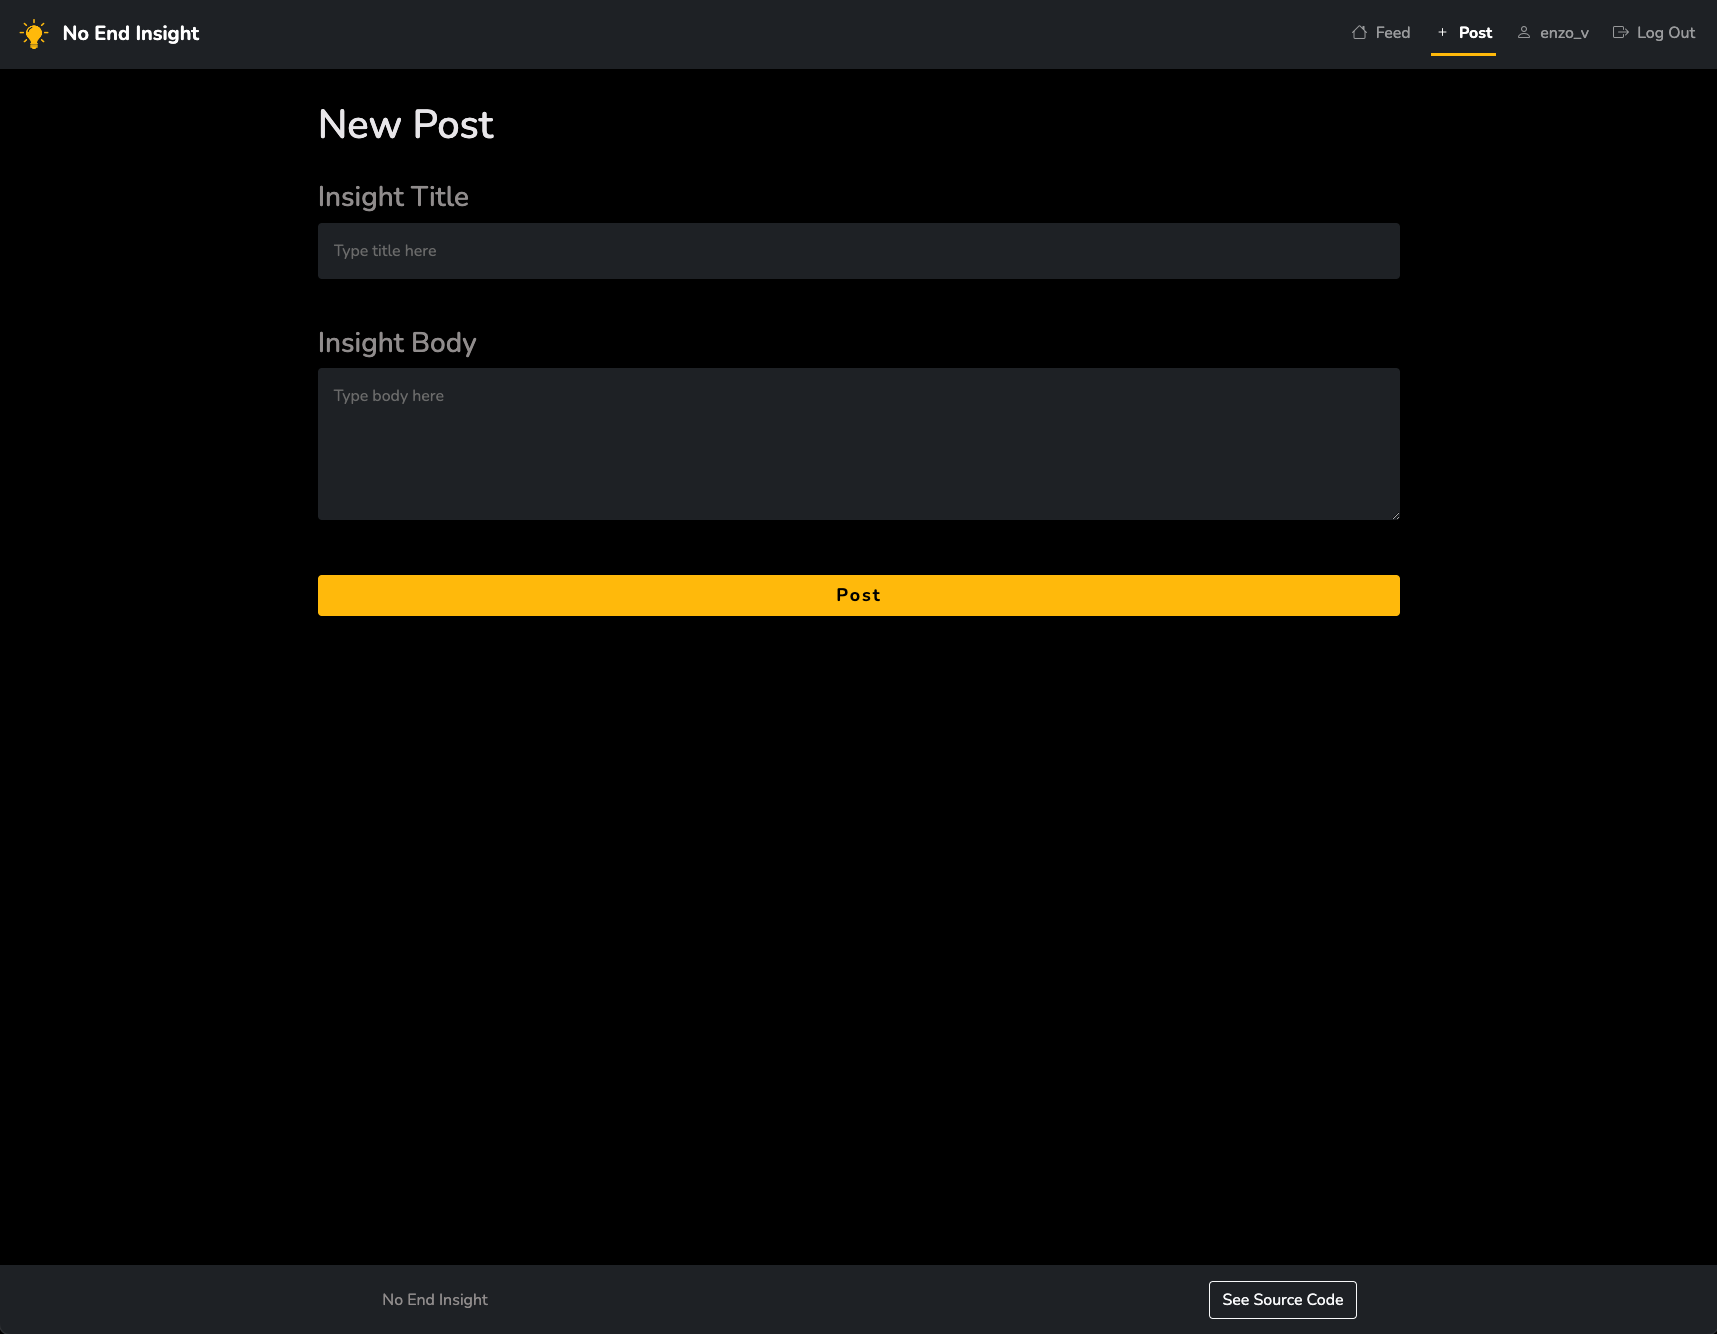 No End Insight
Feed
Post
enzo_v
Log Out
New Post
Insight Title
Type title here
Insight Body
Type body here
Post
No End Insight
See Source Code